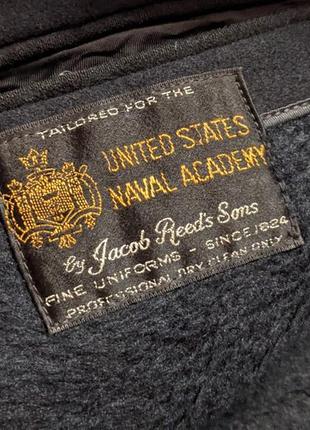 TAILORED FOR THE
UNITED STATES
NAVAL ACADEMY
by Jacob Reed's Sons
FINE UNIFORMS - SINCE 1824
PROFESSIONAL DRY CLEAN ONLY